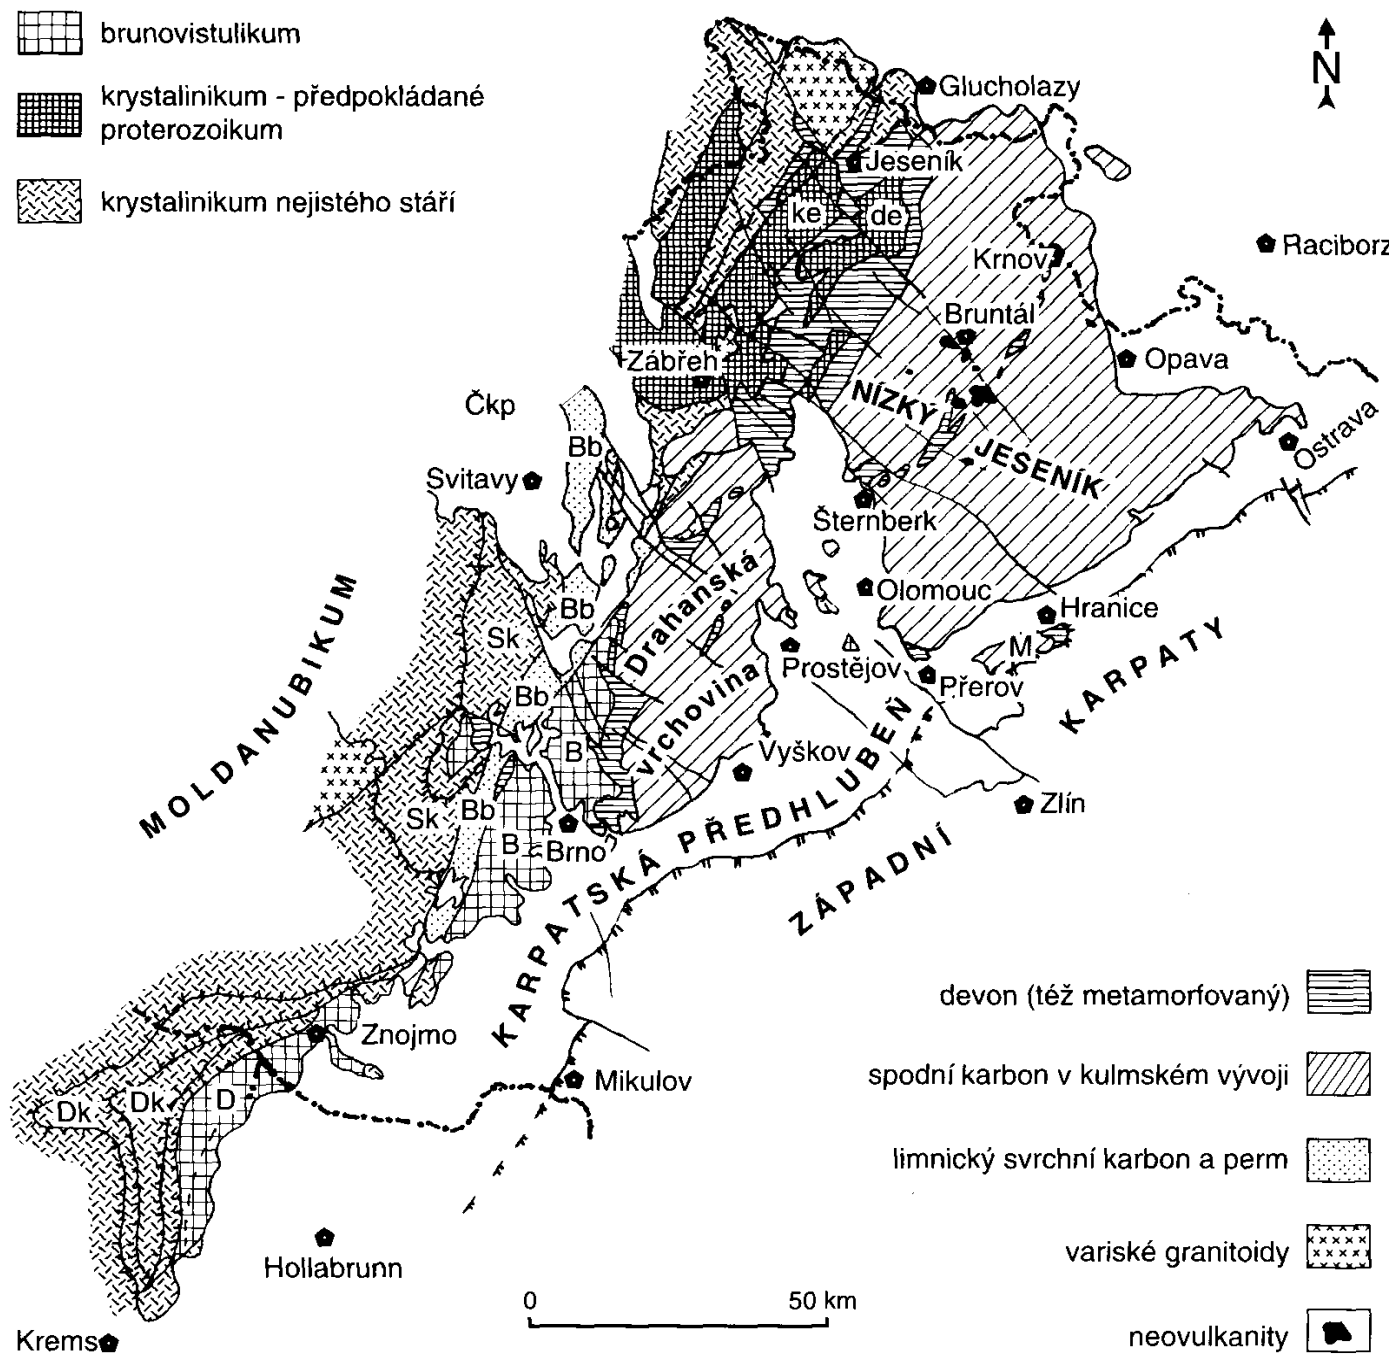 brunovistulikum
krystalinikum - předpokládané
proterozoikum
krystalinikum nejistého stáří
N
Glucholazy
Jeseník
ke
de
Raciborz
Krnov
Bruntál
Opava
Zábřeh
NÍZKÝ
JESENÍK
Ostrava
Čkp
Bb
Svitavy
Šternberk
Olomouc
Hranice
Drahanská
vrchovina
Bb
Sk
M
Prostějov
Přerov
MOLDANUBIKUM
KARPATY
Bb
B
Vyškov
Zlín
Sk
Bb
B
Brno
KARPATSKÁ PŘEDHLUBEŇ
ZÁPADNÍ
Znojmo
Mikulov
Dk
Dk
D
Hollabrunn
Krems
0
50 km
devon (též metamorfovaný)
spodní karbon v kulmském vývoji
limnický svrchní karbon a perm
variské granitoidy
neovulkanity